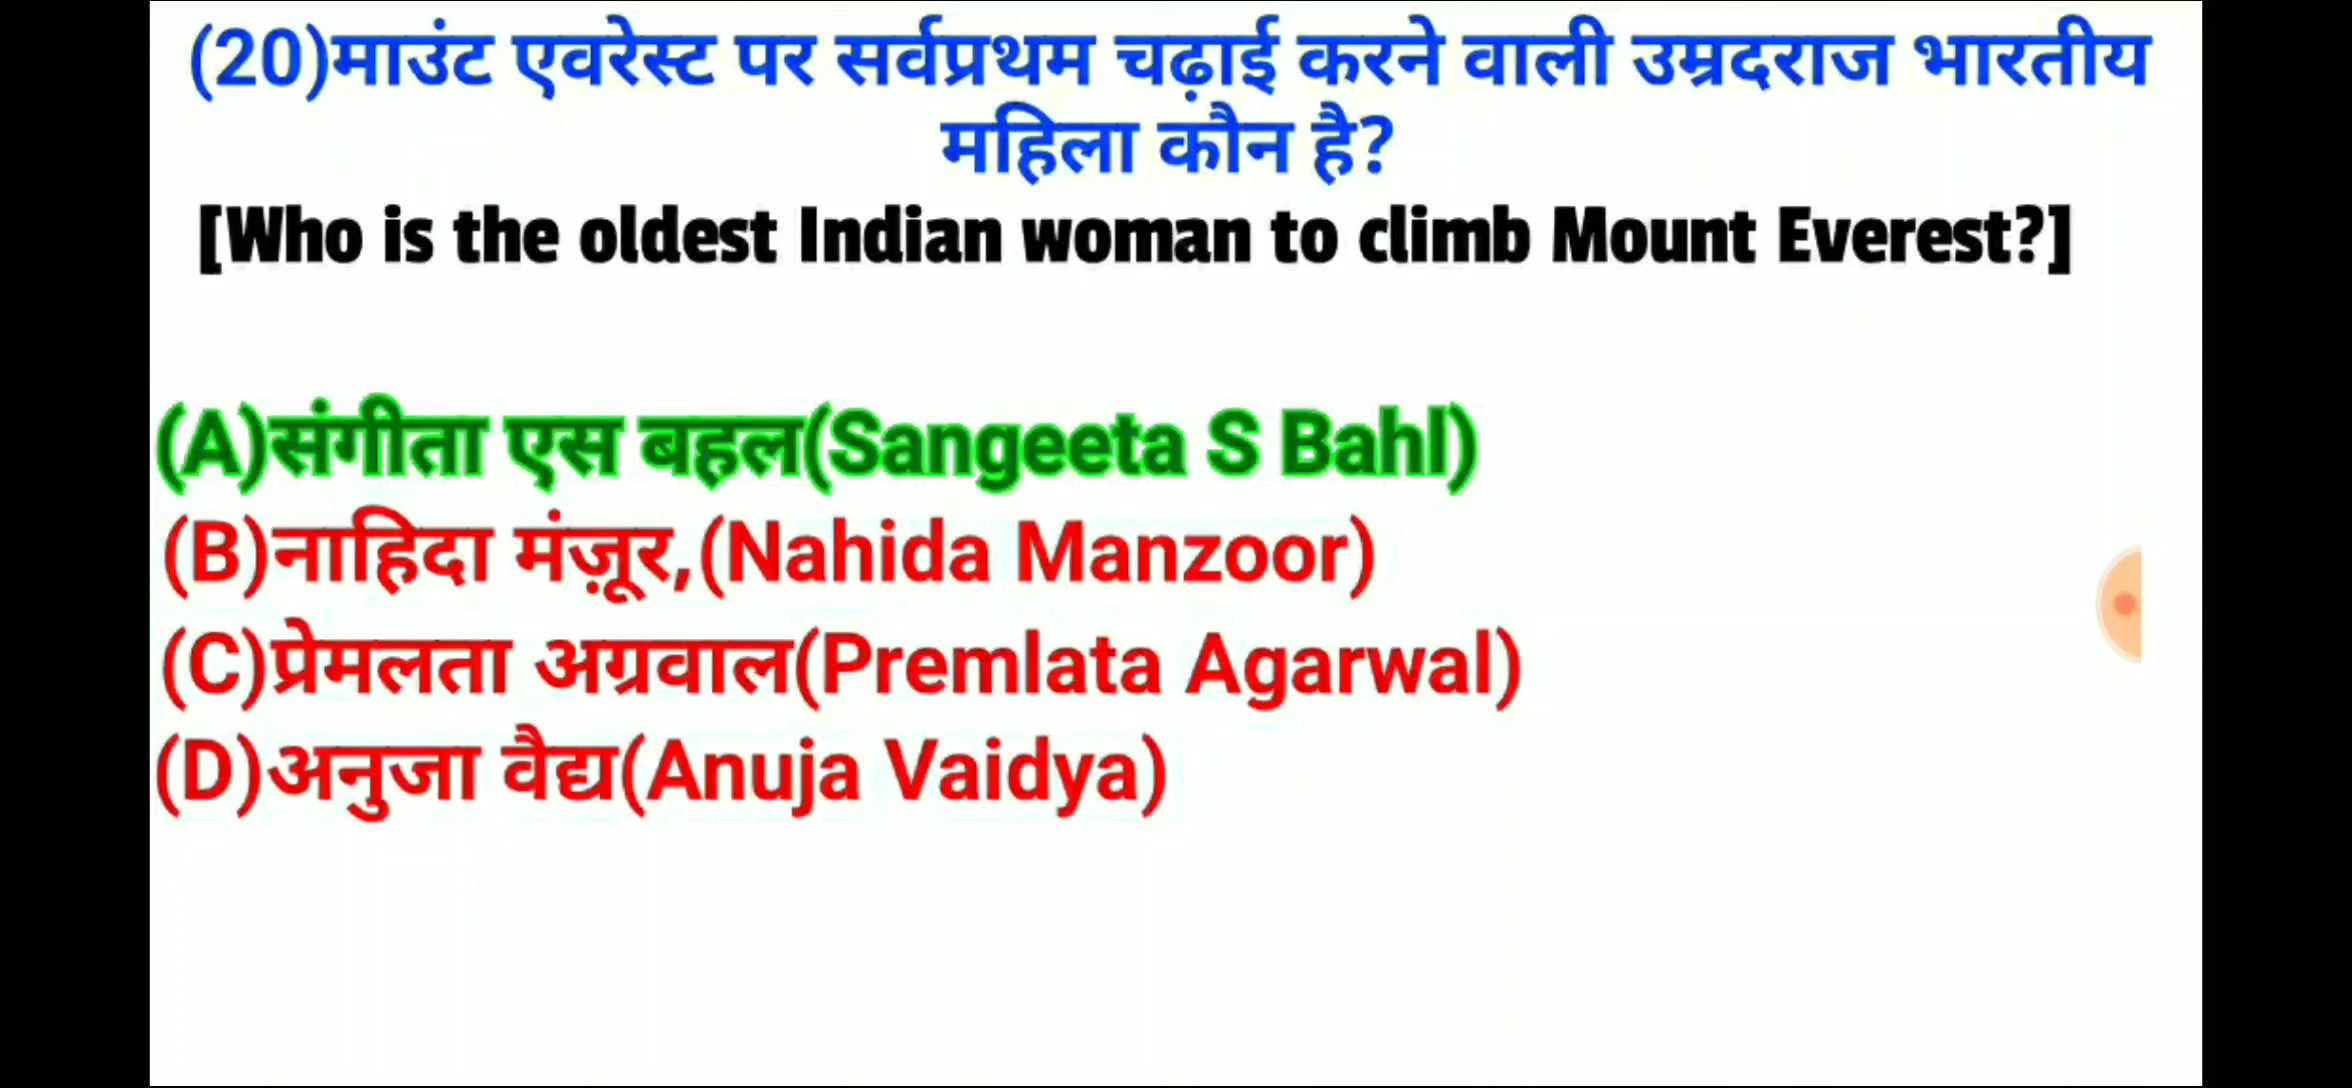 (20)माउंट एवरेस्ट पर सर्वप्रथम चढ़ाई करने वाली उम्रदराज भारतीय
महिला कौन है?
[Who is the oldest Indian woman to climb Mount Everest?]
(A)संगीता एस बहल(Sangeeta S Bahl)
(B)नाहिदा मंज़ूर,(Nahida Manzoor)
(C)प्रेमलता अग्रवाल(Premlata Agarwal)
(D)अनुजा वैद्य(Anuja Vaidya)